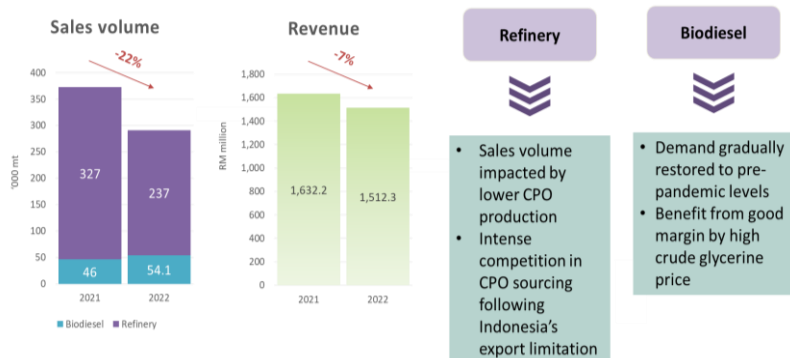 Sales volume
-22%
400
350
300
250
200
150
100
50
0
'000 mt
327
237
46
54.1
2021
2022
Biodiesel
Refinery
Revenue
-7%
1,800
1,600
1,400
1,200
1,000
800
600
400
200
0
RM million
1,632.2
1,512.3
2021
2022
Refinery
• Sales volume
impacted by
lower CPO
production
• Intense
competition in
CPO sourcing
following
Indonesia’s
export limitation
Biodiesel
• Demand gradually
restored to pre-
pandemic levels
• Benefit from good
margin by high
crude glycerine
price